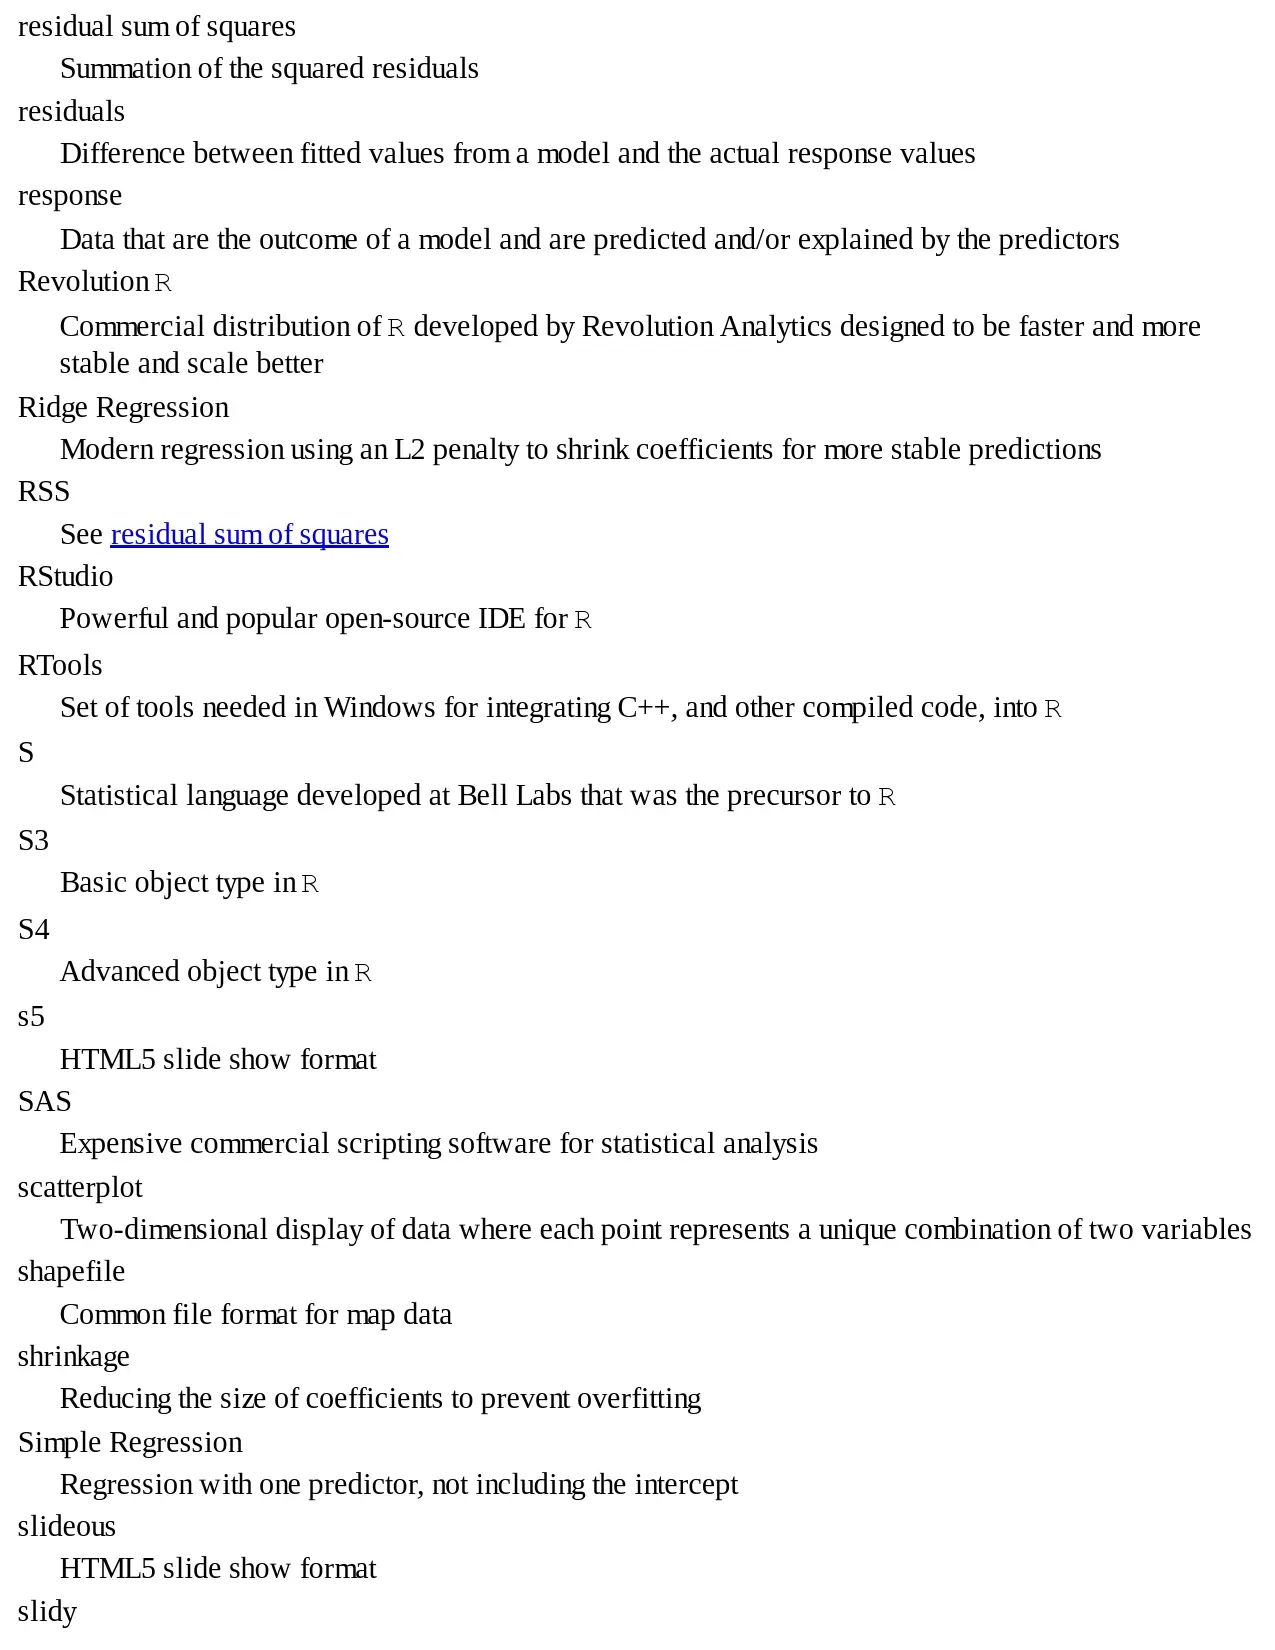 residual sum of squares
Summation of the squared residuals
residuals
Difference between fitted values from a model and the actual response values
response
Data that are the outcome of a model and are predicted and/or explained by the predictors
Revolution R
Commercial distribution of R developed by Revolution Analytics designed to be faster and more
stable and scale better
Ridge Regression
Modern regression using an L2 penalty to shrink coefficients for more stable predictions
RSS
See residual sum of squares
RStudio
Powerful and popular open-source IDE for R
RTools
Set of tools needed in Windows for integrating C++, and other compiled code, into R
S
Statistical language developed at Bell Labs that was the precursor to R
S3
Basic object type in R
S4
Advanced object type in R
s5
HTML5 slide show format
SAS
Expensive commercial scripting software for statistical analysis
scatterplot
Two-dimensional display of data where each point represents a unique combination of two variables
shapefile
Common file format for map data
shrinkage
Reducing the size of coefficients to prevent overfitting
Simple Regression
Regression with one predictor, not including the intercept
slideous
HTML5 slide show format
slidy